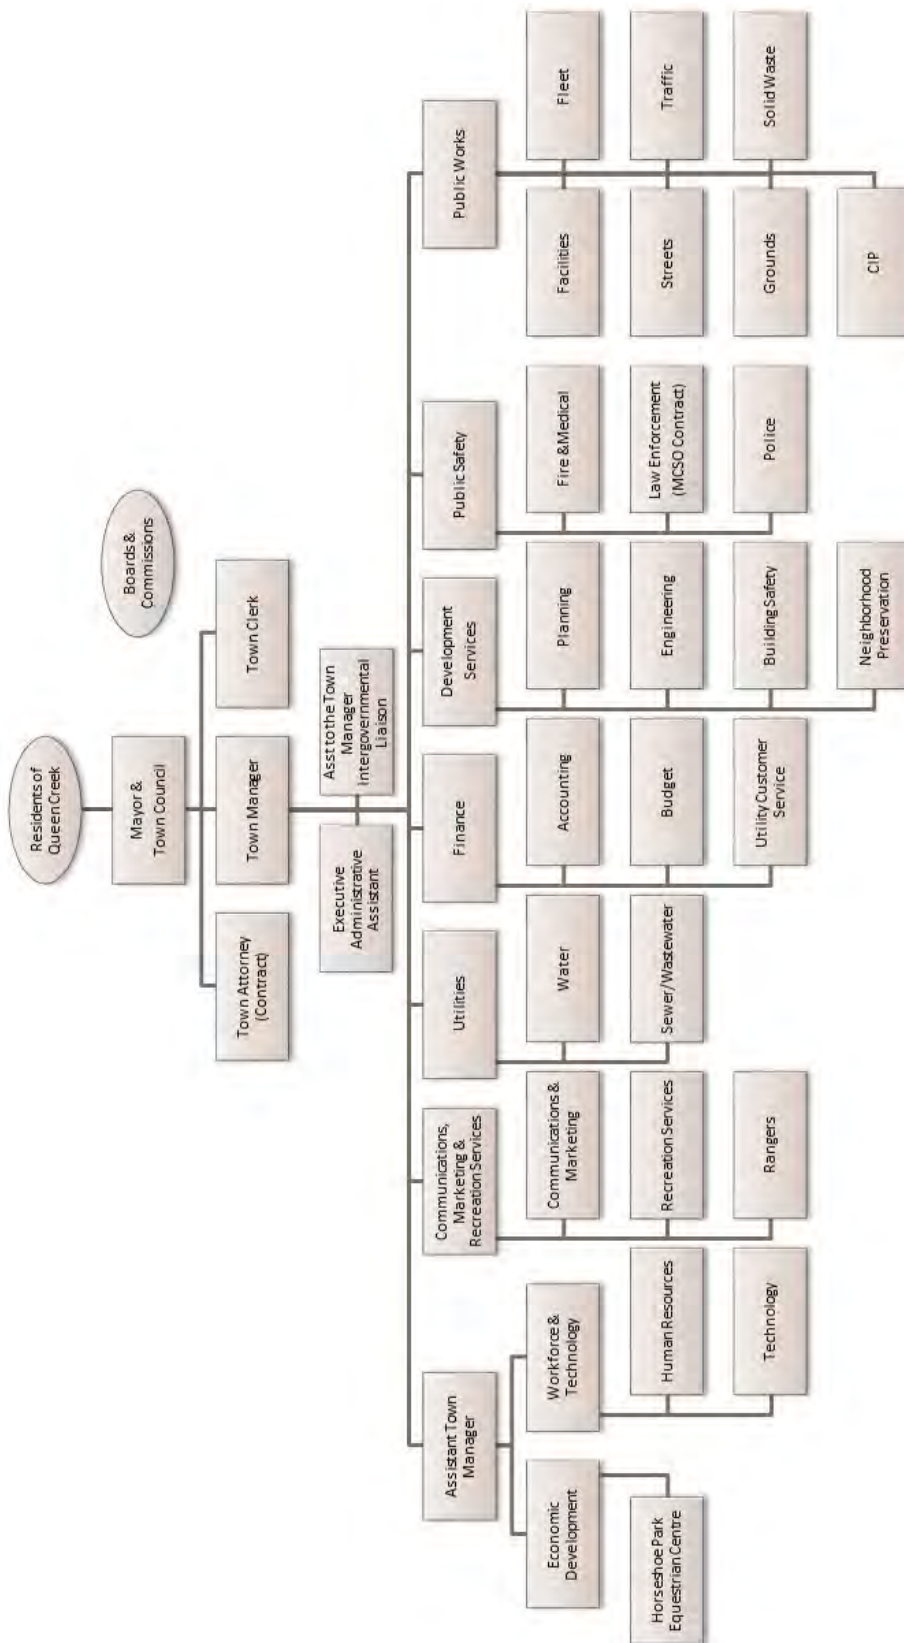 Residents of
Queen Creek
Boards &
Commissions
Mayor &
Town Council
Town Attorney
(Contract)
Town Manager
Town Clerk
Executive
Administrative
Assistant
Asst to the Town
Manager
Intergovernmental
Liaison
Assistant Town
Manager
Communications,
Marketing &
Recreation Services
Utilities
Finance
Development
Services
Public Safety
Public Works
Economic
Development
Workforce &
Technology
Communications &
Marketing
Water
Accounting
Planning
Fire & Medical
Facilities
Fleet
Horseshoe Park
Equestrian Centre
Human Resources
Recreation Services
Sewer/Wastewater
Budget
Engineering
Law Enforcement
(MCSO Contract)
Streets
Traffic
Technology
Rangers
Utility Customer
Service
Building Safety
Police
Grounds
Solid Waste
Neighborhood
Preservation
CIP